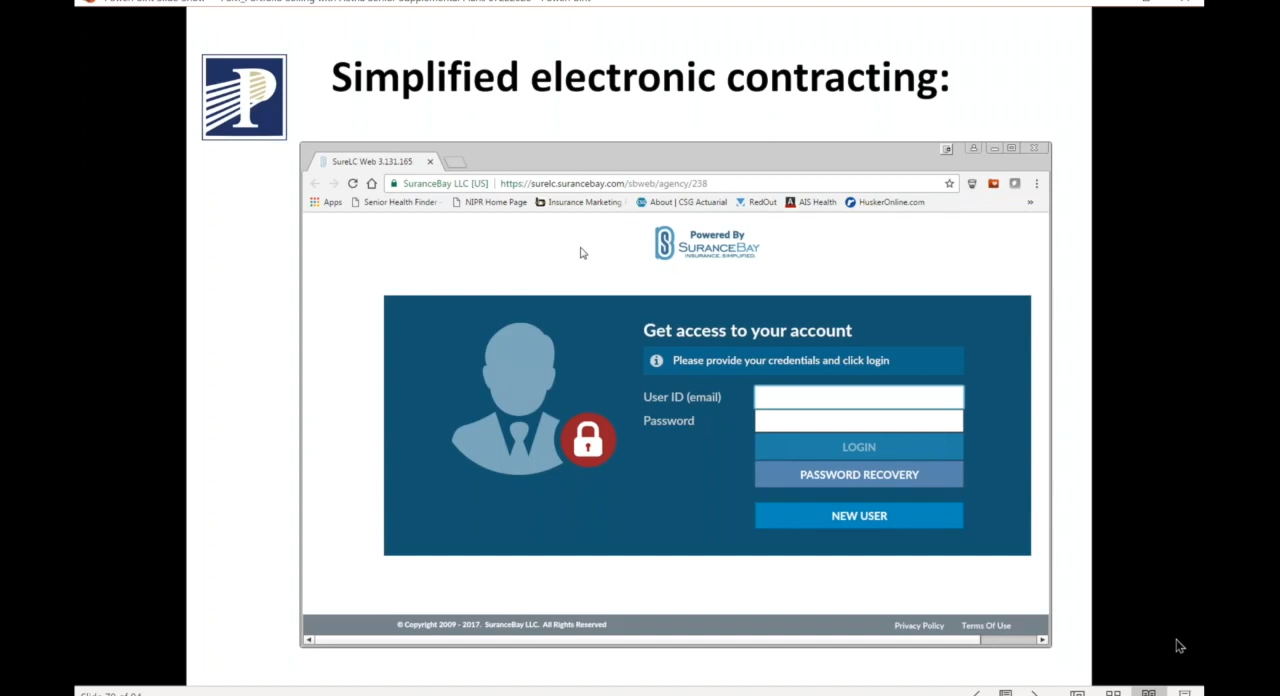 Simplified electronic contracting:
P
SureLC Web 3.131.165
SuranceBay LLC [US] | https://surelc.surancebay.com/sbweb/agency/238
Apps Senior Health Finder NIPR Home Page Insurance Marketing About | CSG Actuarial RedOut AIS Health HuskerOnline.com »
Powered By
SURANCEBAY
INSURANCE. SIMPLIFIED.
Get access to your account
Please provide your credentials and click login
User ID (email)
Password
LOGIN
PASSWORD RECOVERY
NEW USER
© Copyright 2009 - 2017. SuranceBay LLC. All Rights Reserved
Privacy Policy Terms Of Use